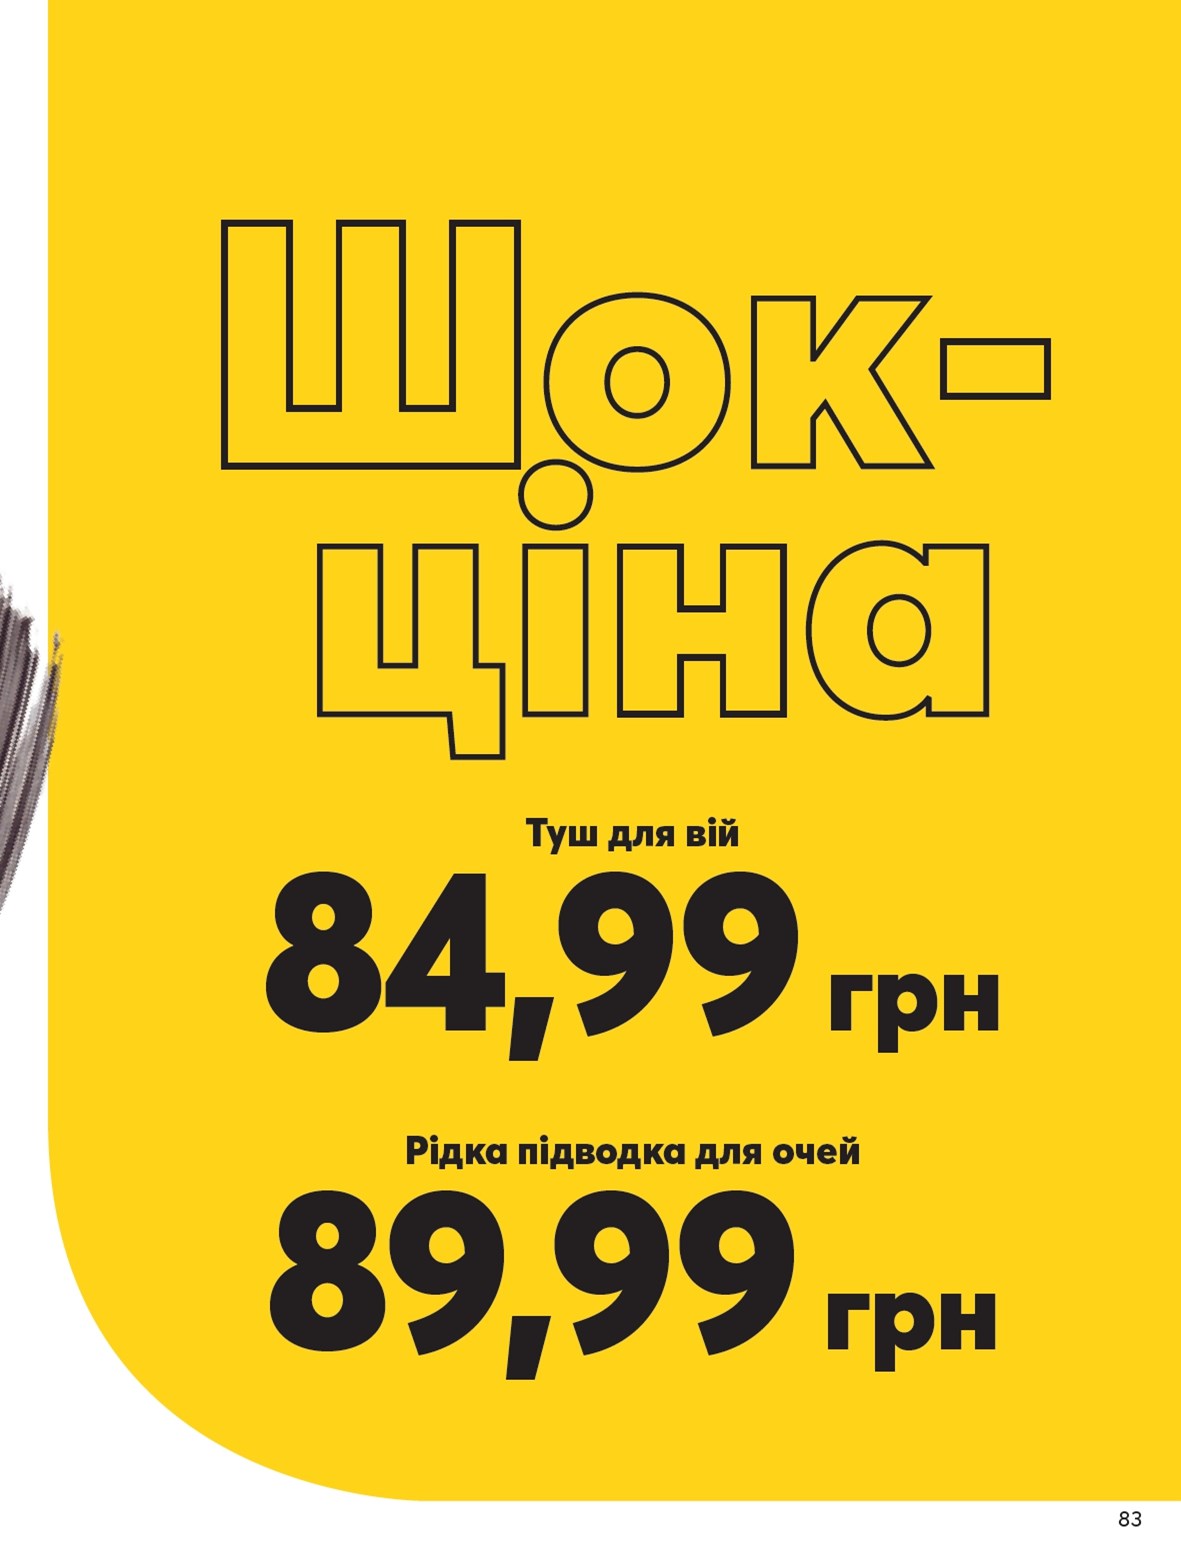 Шок-
ціна
Туш для вій
84,99 грн
Рідка підводка для очей
89,99 грн
83